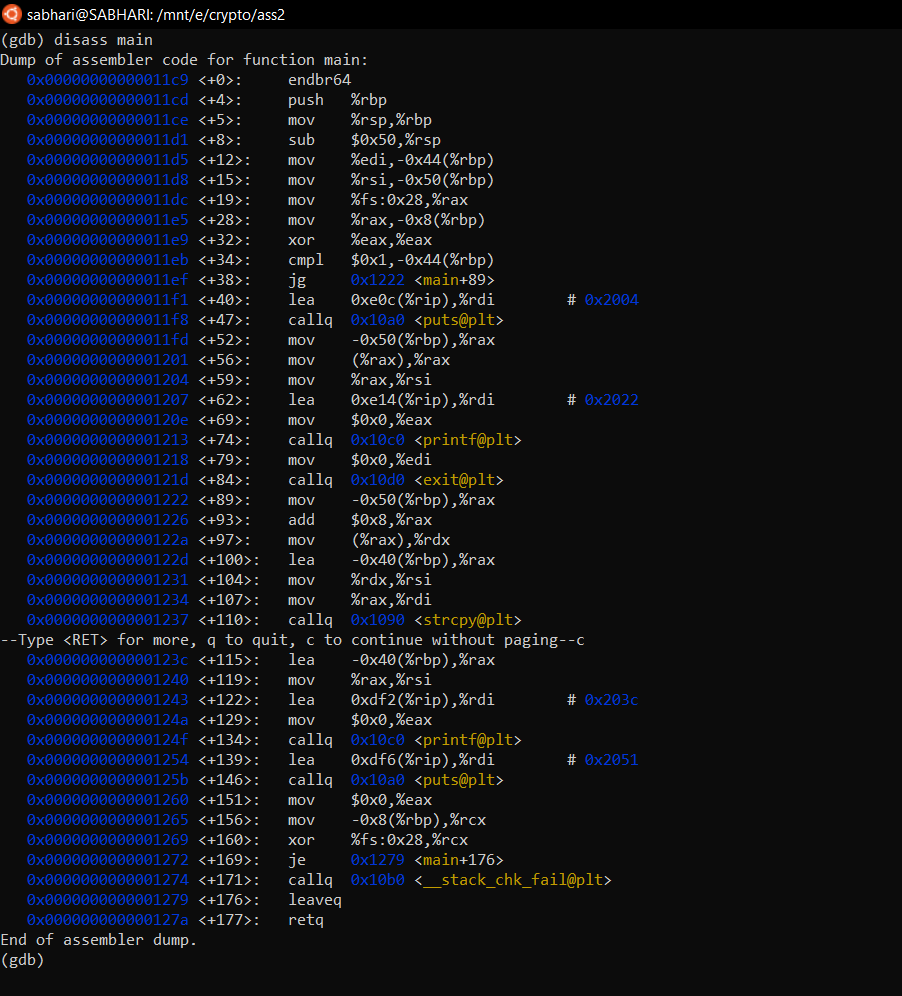 sabhari@SABHARI: /mnt/e/crypto/ass2
(gdb) disass main
Dump of assembler code for function main:
   0x00000000000011c9 <+0>:     endbr64
   0x00000000000011cd <+4>:     push   %rbp
   0x00000000000011ce <+5>:     mov    %rsp,%rbp
   0x00000000000011d1 <+8>:     sub    $0x50,%rsp
   0x00000000000011d5 <+12>:    mov    %edi,-0x44(%rbp)
   0x00000000000011d8 <+15>:    mov    %rsi,-0x50(%rbp)
   0x00000000000011dc <+19>:    mov    %fs:0x28,%rax
   0x00000000000011e5 <+28>:    mov    %rax,-0x8(%rbp)
   0x00000000000011e9 <+32>:    xor    %eax,%eax
   0x00000000000011eb <+34>:    cmpl   $0x1,-0x44(%rbp)
   0x00000000000011ef <+38>:    jg     0x1222 <main+89>
   0x00000000000011f1 <+40>:    lea    0xe0c(%rip),%rdi        # 0x2004
   0x00000000000011f8 <+47>:    callq  0x10a0 <puts@plt>
   0x00000000000011fd <+52>:    mov    -0x50(%rbp),%rax
   0x0000000000001201 <+56>:    mov    (%rax),%rax
   0x0000000000001204 <+59>:    mov    %rax,%rsi
   0x0000000000001207 <+62>:    lea    0xe14(%rip),%rdi        # 0x2022
   0x000000000000120e <+69>:    mov    $0x0,%eax
   0x0000000000001213 <+74>:    callq  0x10c0 <printf@plt>
   0x0000000000001218 <+79>:    mov    $0x0,%edi
   0x000000000000121d <+84>:    callq  0x10d0 <exit@plt>
   0x0000000000001222 <+89>:    mov    -0x50(%rbp),%rax
   0x0000000000001226 <+93>:    add    $0x8,%rax
   0x000000000000122a <+97>:    mov    (%rax),%rdx
   0x000000000000122d <+100>:   lea    -0x40(%rbp),%rax
   0x0000000000001231 <+104>:   mov    %rdx,%rsi
   0x0000000000001234 <+107>:   mov    %rax,%rdi
   0x0000000000001237 <+110>:   callq  0x1090 <strcpy@plt>
--Type <RET> for more, q to quit, c to continue without paging--c
   0x000000000000123c <+115>:   lea    -0x40(%rbp),%rax
   0x0000000000001240 <+119>:   mov    %rax,%rsi
   0x0000000000001243 <+122>:   lea    0xdf2(%rip),%rdi        # 0x203c
   0x000000000000124a <+129>:   mov    $0x0,%eax
   0x000000000000124f <+134>:   callq  0x10c0 <printf@plt>
   0x0000000000001254 <+139>:   lea    0xdf6(%rip),%rdi        # 0x2051
   0x000000000000125b <+146>:   callq  0x10a0 <puts@plt>
   0x0000000000001260 <+151>:   mov    $0x0,%eax
   0x0000000000001265 <+156>:   mov    -0x8(%rbp),%rcx
   0x0000000000001269 <+160>:   xor    %fs:0x28,%rcx
   0x0000000000001272 <+169>:   je     0x1279 <main+176>
   0x0000000000001274 <+171>:   callq  0x10b0 <__stack_chk_fail@plt>
   0x0000000000001279 <+176>:   leaveq
   0x000000000000127a <+177>:   retq
End of assembler dump.
(gdb)